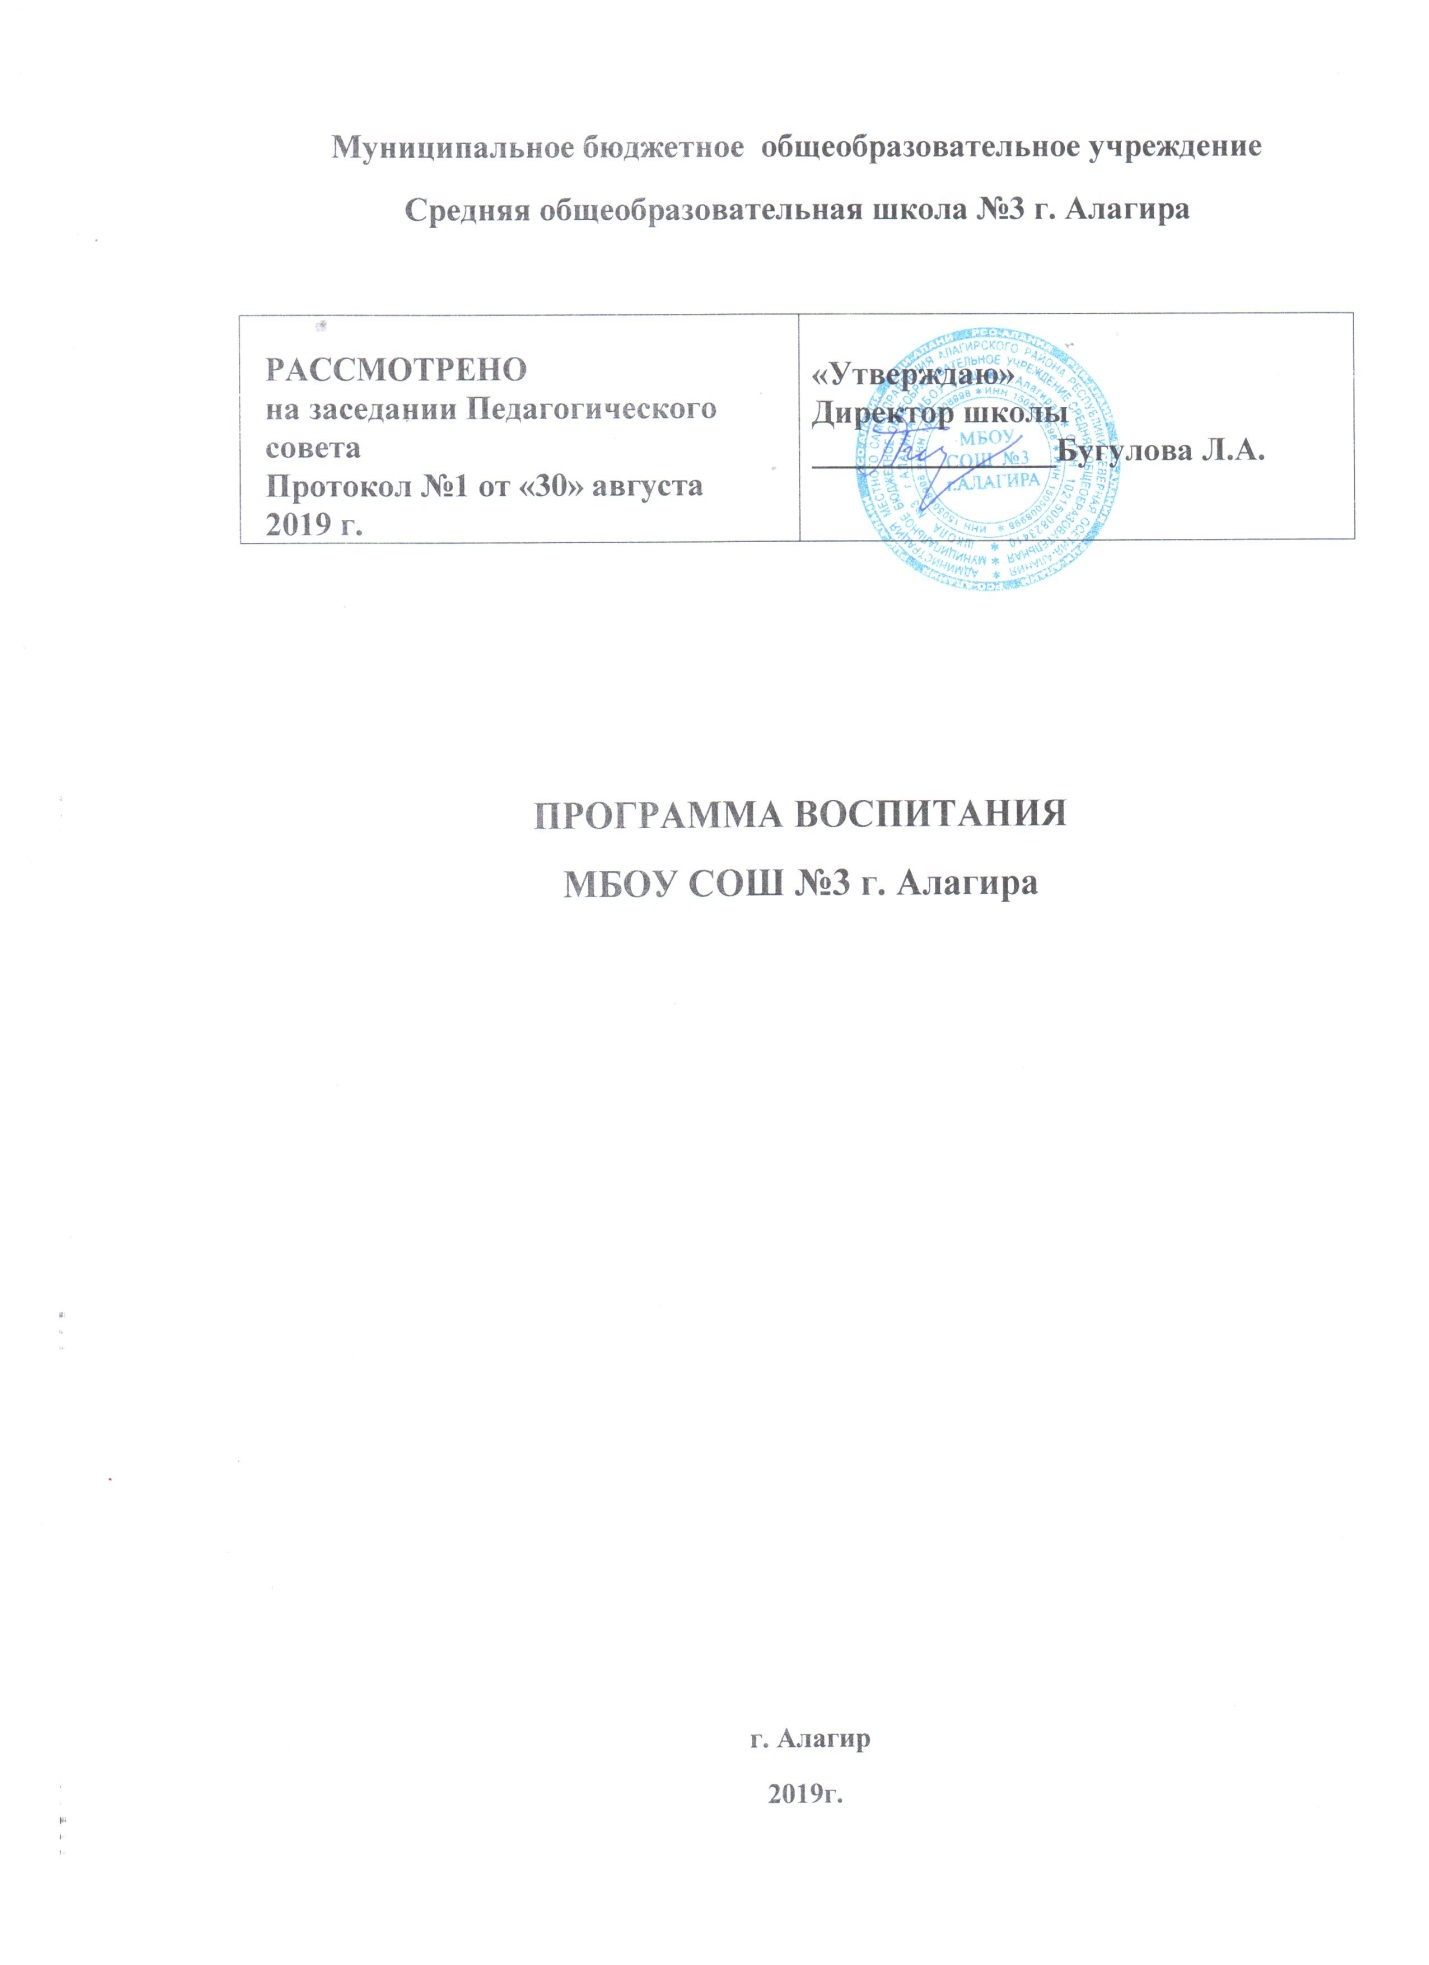 Муниципальное бюджетное общеобразовательное учреждение
Средняя общеобразовательная школа №3 г. Алагира
РАССМОТРЕНО
на заседании Педагогического
совета
Протокол №1 от «30» августа
2019 г.
«Утверждаю»
Директор школы
Бугулова Л.А.
МБОУ
СОШ №3
г.АЛАГИРА
ПРОГРАММА ВОСПИТАНИЯ
МБОУ СОШ №3 г. Алагира
г. Алагир
2019г.